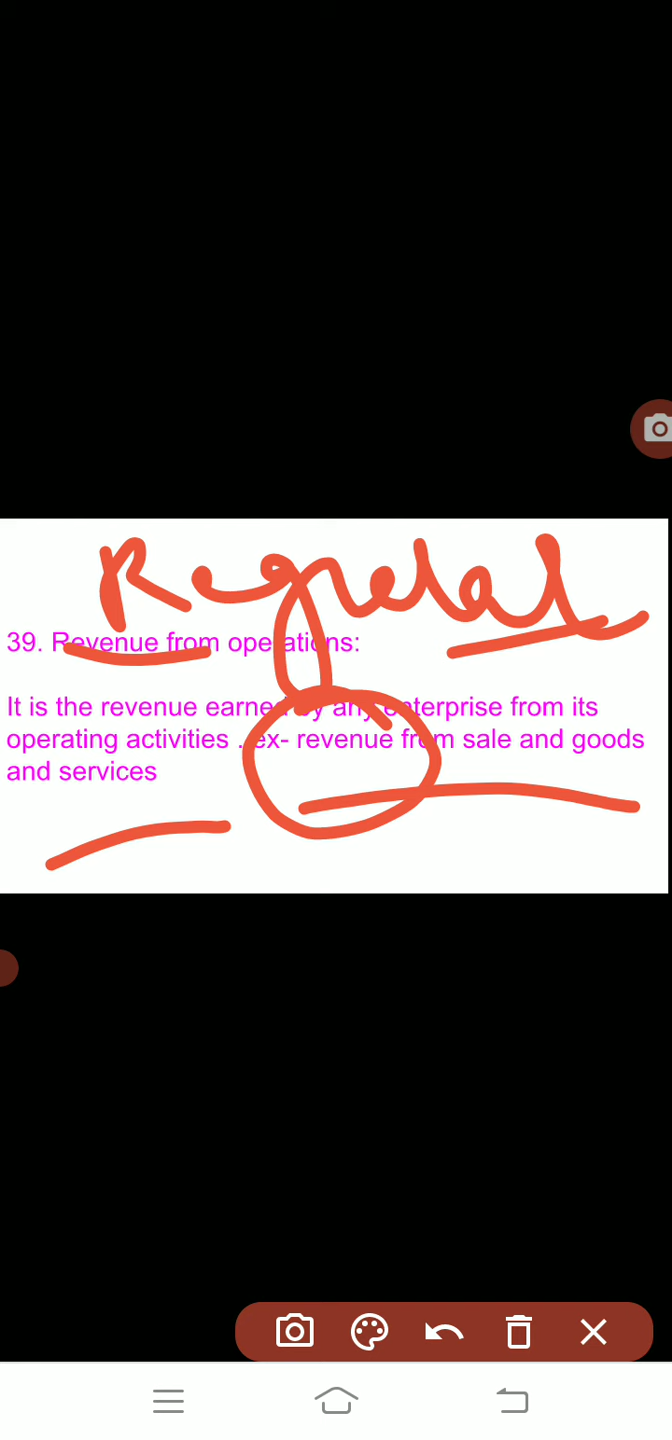 39. Revenue from operations:
It is the revenue earned by any enterprise from its
operating activities . ex- revenue from sale and goods
and services